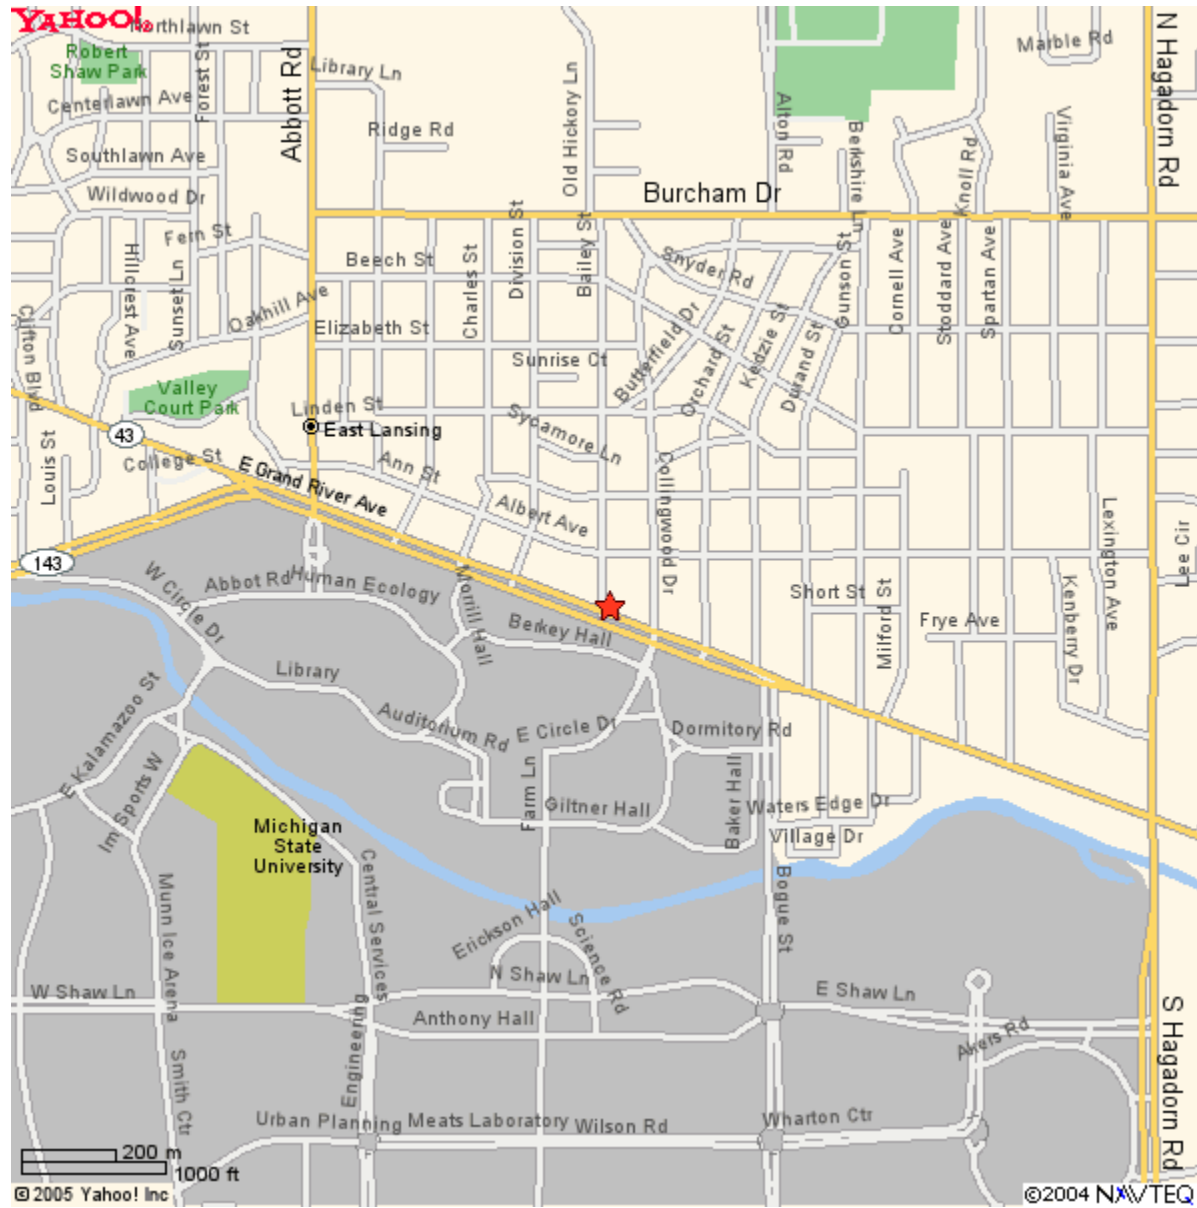 YAHOO!
Northlawn St
Robert
Shaw Park
Forest St
Abbott Rd
Library Ln
Old Hickory Ln
Alton Rd
Marble Rd
N Hagadorn Rd
Centerlawn Ave
Ridge Rd
Berkshire Ln
Knoll Rd
Virginia Ave
Southlawn Ave
Wildwood Dr
Burcham Dr
Fern St
Hillcrest Ave
Sunset Ln
Beech St
Charles St
Division St
Bailey St
Snyder Rd
Gunson St
Cornell Ave
Stoddard Ave
Spartan Ave
Clifton Blvd
Oakhill Ave
Elizabeth St
Sunrise Ct
Butterfield Dr
Orchard St
Kedzie St
Durand St
Valley
Court Park
Linden St
East Lansing
Sycamore Ln
43
Louis St
College St
E Grand River Ave
Ann St
Albert Ave
Collingwood Dr
Lexington Ave
Lee Cir
143
W Circle Dr
Abbot Rd
Human Ecology
Morrill Hall
Berkey Hall
Short St
Milford St
Frye Ave
Kenberry Dr
Library
E Kalamazoo St
Auditorium Rd
E Circle Dr
Dormitory Rd
Im Sports W
Farm Ln
Giltner Hall
Baker Hall
Waters Edge Dr
Village Dr
Michigan
State
University
Munn Ice Arena
Central Services
Erickson Hall
Science Rd
Bogue St
W Shaw Ln
N Shaw Ln
E Shaw Ln
Anthony Hall
Engineering
Akers Rd
S Hagadorn Rd
Smith Ctr
Urban Planning
Meats Laboratory
Wilson Rd
Wharton Ctr
200 m
1000 ft
© 2005 Yahoo! Inc
©2004 NAVTEQ